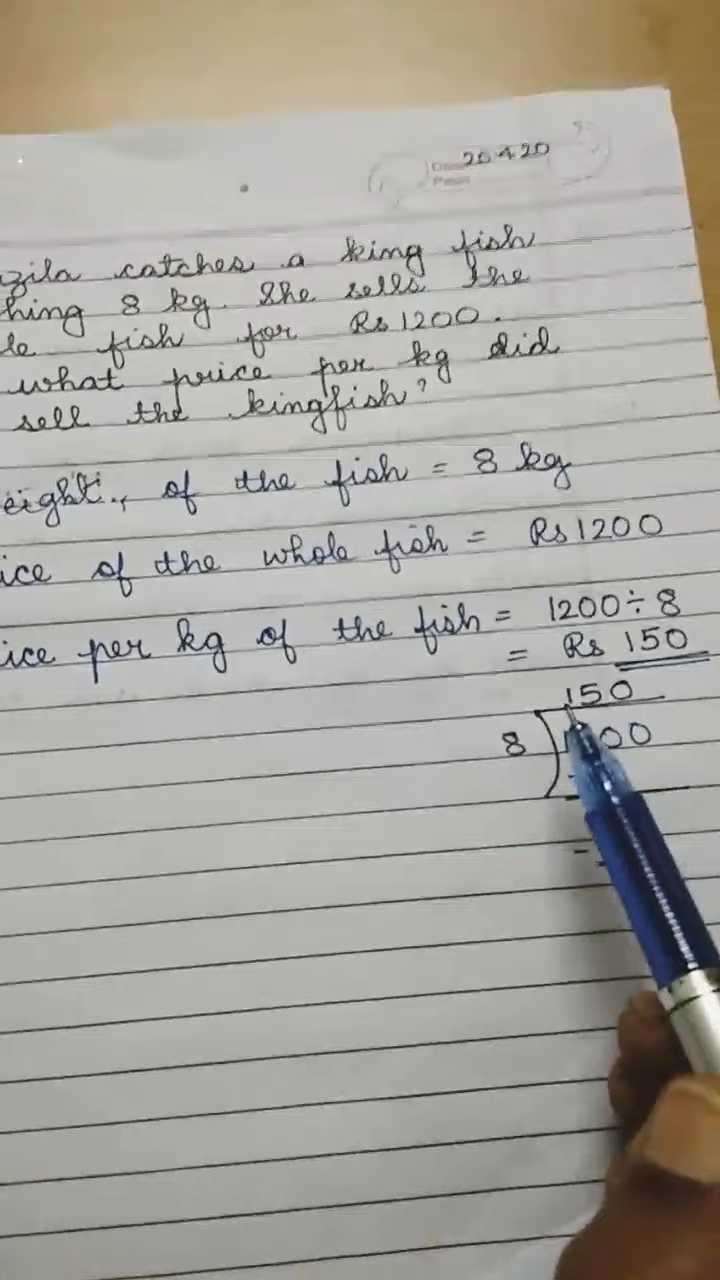 Date 20.4.20
Page
zila catches a king fish
hing 8 kg. She sells the
le fish for Rs 1200.
what price per kg did
sell the kingfish?
eight., of the fish = 8 kg
ice of the whole fish = Rs 1200
ice per kg of the fish = 1200÷8
= Rs 150
150
8 00